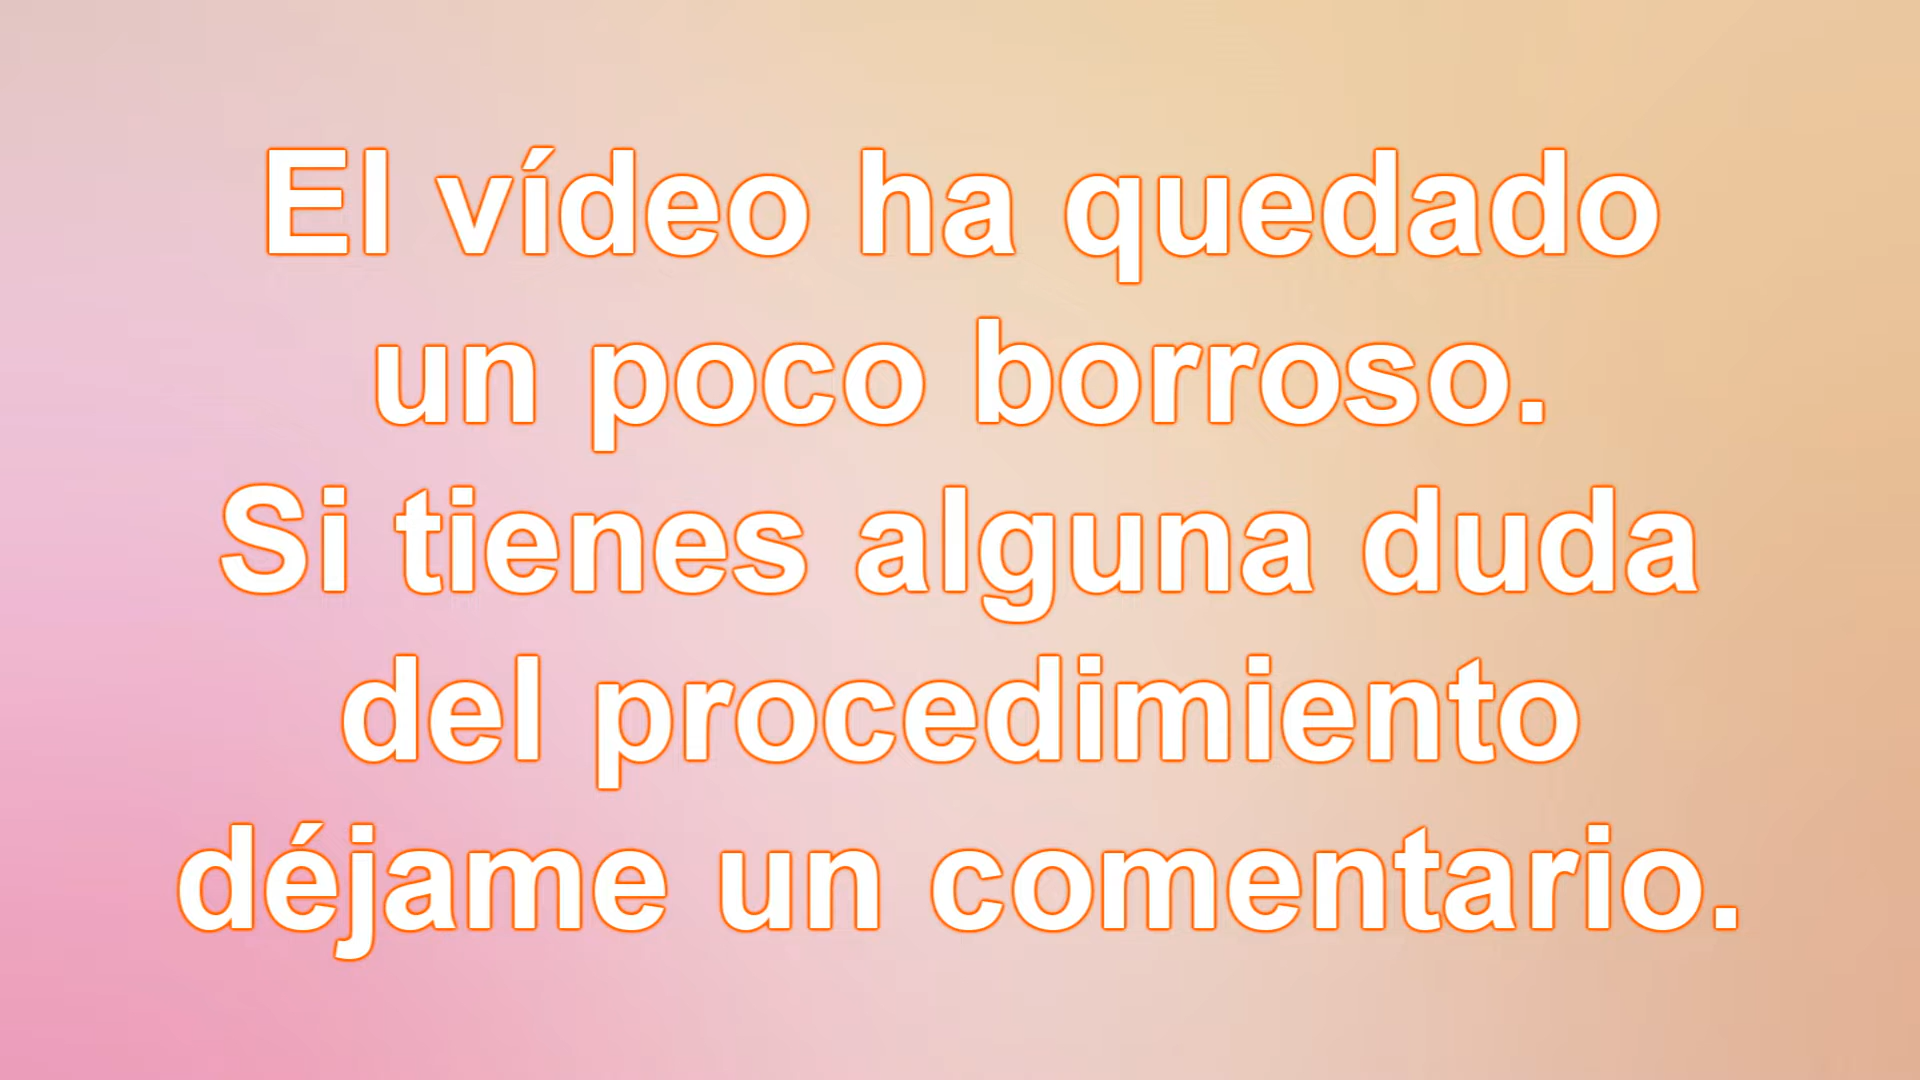 El vídeo ha quedado
un poco borroso.
Si tienes alguna duda
del procedimiento
déjame un comentario.